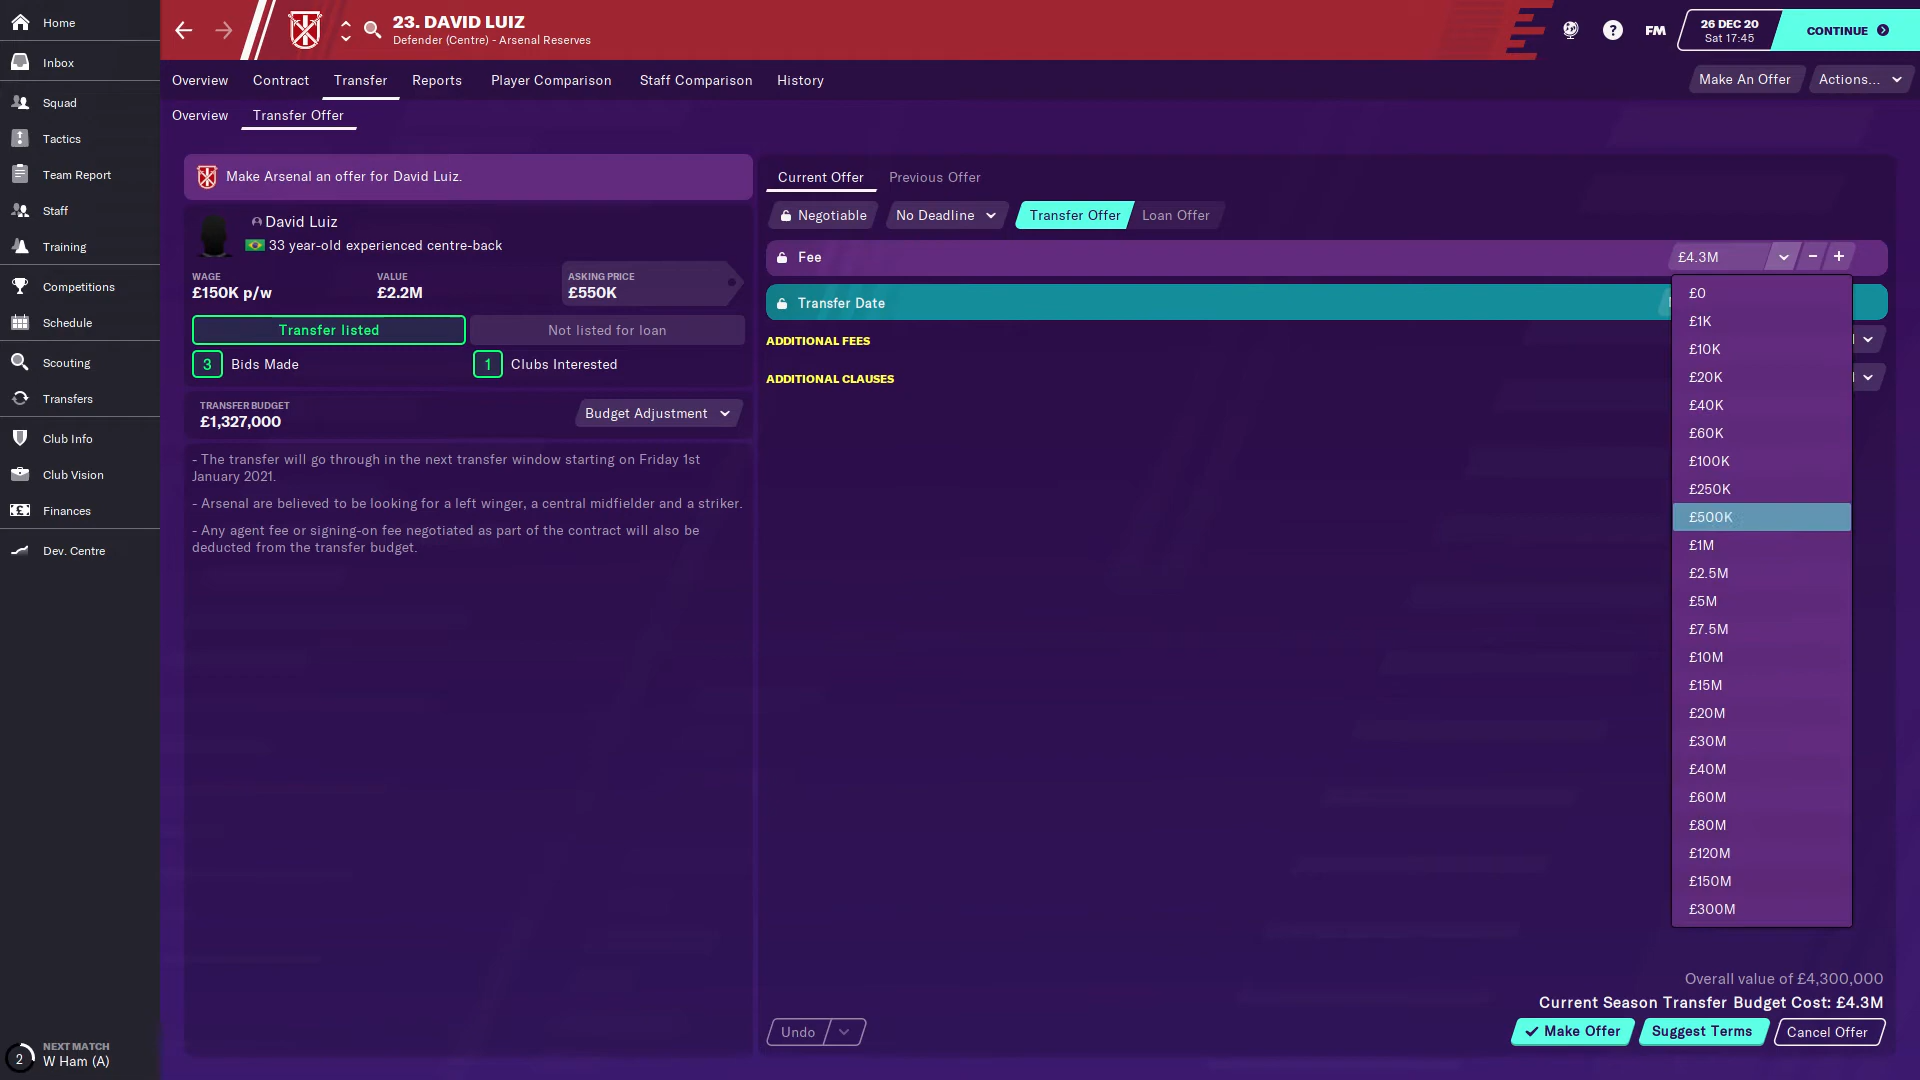 Home
Inbox
Squad
Tactics
Team Report
Staff
Training
Competitions
Schedule
Scouting
Transfers
Club Info
Club Vision
Finances
Dev. Centre
2
NEXT MATCH
W Ham (A)
23. DAVID LUIZ
Defender (Centre) - Arsenal Reserves
?
FM
26 DEC 20
Sat 17:45
CONTINUE
Overview
Contract
Transfer
Reports
Player Comparison
Staff Comparison
History
Make An Offer
Actions...
Overview
Transfer Offer
Make Arsenal an offer for David Luiz.
David Luiz
33 year-old experienced centre-back
WAGE
£150K p/w
VALUE
£2.2M
ASKING PRICE
£550K
Transfer listed
Not listed for loan
3 Bids Made
1 Clubs Interested
TRANSFER BUDGET
£1,327,000
Budget Adjustment
- The transfer will go through in the next transfer window starting on Friday 1st
January 2021.
- Arsenal are believed to be looking for a left winger, a central midfielder and a striker.
- Any agent fee or signing-on fee negotiated as part of the contract will also be
deducted from the transfer budget.
Current Offer
Previous Offer
Negotiable
No Deadline
Transfer Offer
Loan Offer
Fee
£4.3M
Transfer Date
ADDITIONAL FEES
ADDITIONAL CLAUSES
£0
£1K
£10K
£20K
£40K
£60K
£100K
£250K
£500K
£1M
£2.5M
£5M
£7.5M
£10M
£15M
£20M
£30M
£40M
£60M
£80M
£120M
£150M
£300M
Overall value of £4,300,000
Current Season Transfer Budget Cost: £4.3M
Undo
Make Offer
Suggest Terms
Cancel Offer